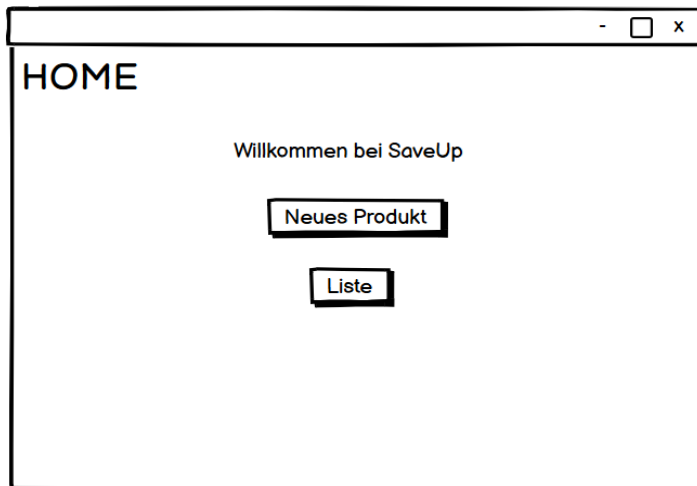 - □ x
HOME
Willkommen bei SaveUp
Neues Produkt
Liste